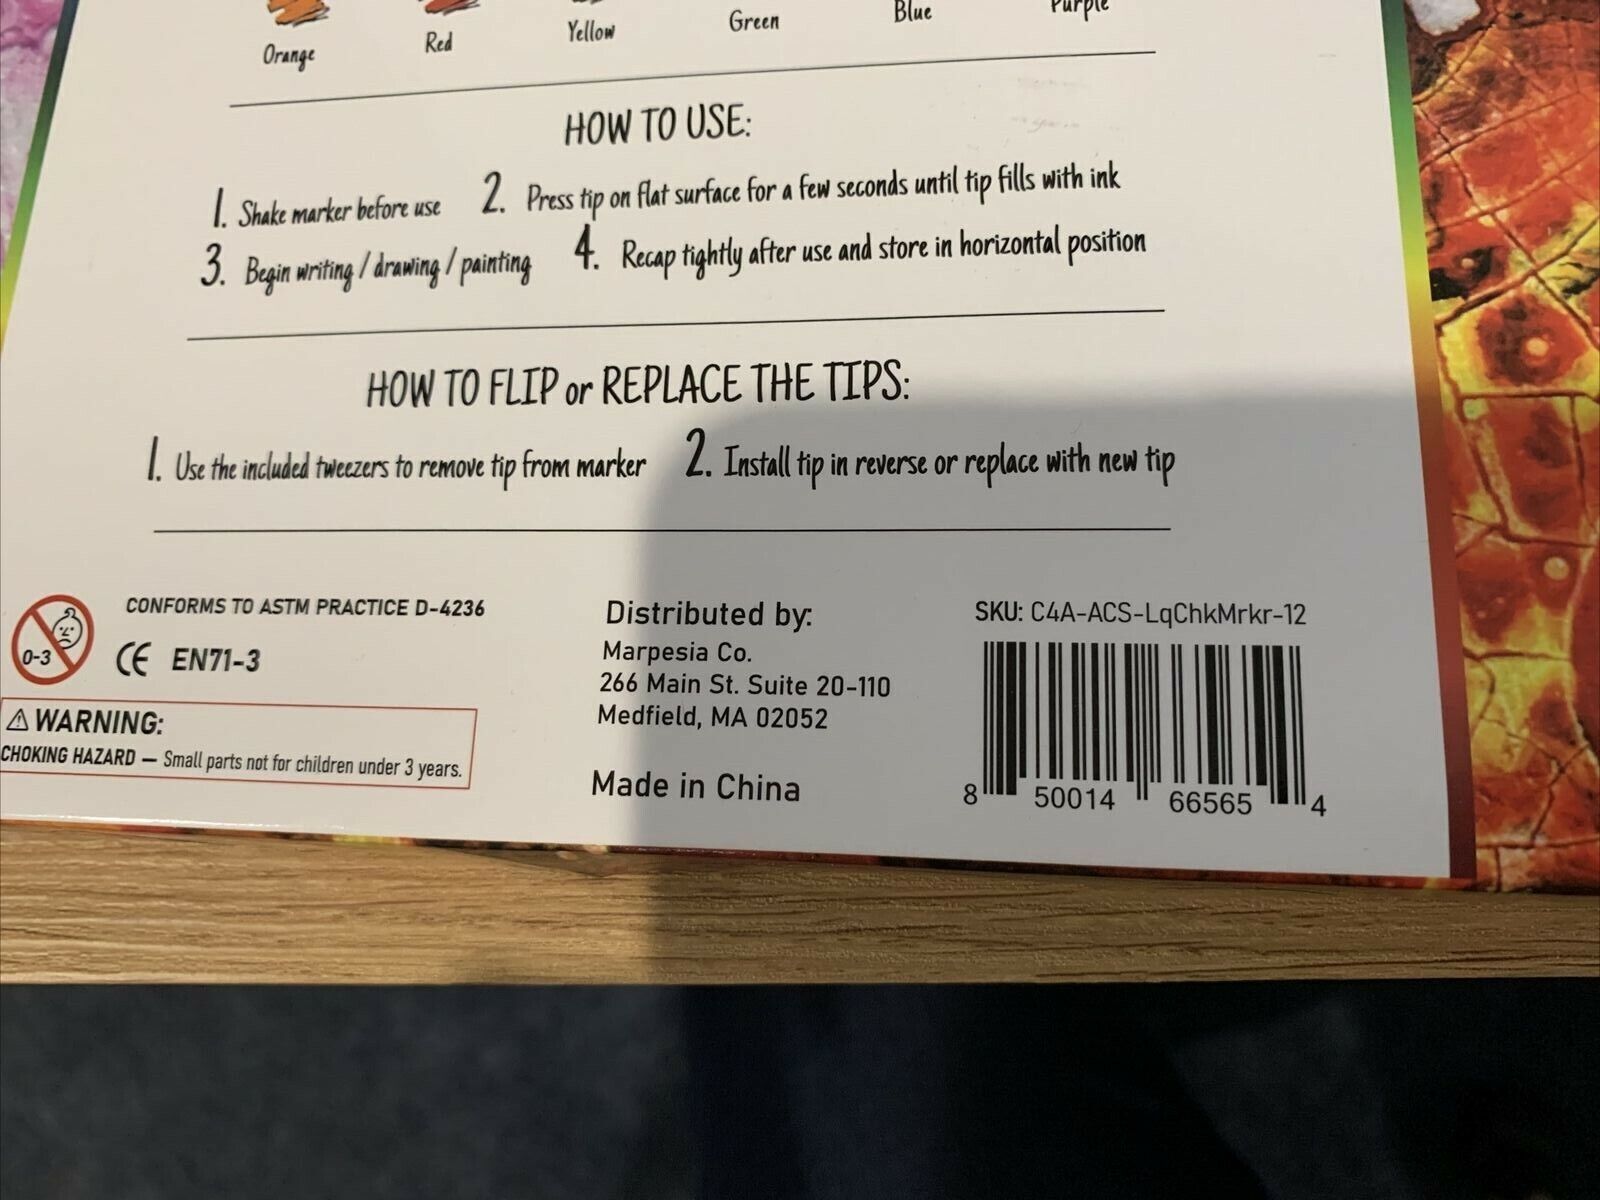 Orange Red Yellow Green Blue Purple
HOW TO USE:
1. Shake marker before use 2. Press tip on flat surface for a few seconds until tip fills with ink
3. Begin writing / drawing / painting 4. Recap tightly after use and store in horizontal position
HOW TO FLIP or REPLACE THE TIPS:
1. Use the included tweezers to remove tip from marker 2. Install tip in reverse or replace with new tip
0-3
CONFORMS TO ASTM PRACTICE D-4236
CE EN71-3
⚠ WARNING:
CHOKING HAZARD — Small parts not for children under 3 years.
Distributed by:
Marpesia Co.
266 Main St. Suite 20-110
Medfield, MA 02052
Made in China
SKU: C4A-ACS-LqChkMrkr-12
8 50014 66565 4